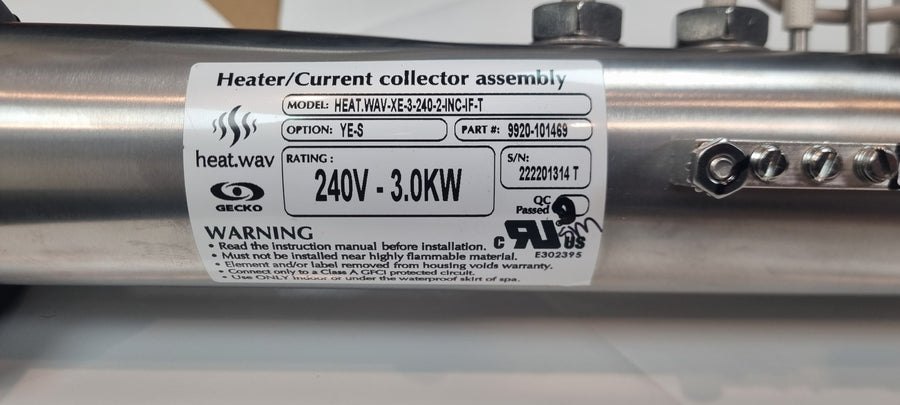 Heater/Current collector assembly
MODEL: HEAT.WAV-XE-3-240-2-INC-IF-T
OPTION: YE-S
PART #: 9920-101469
heat.wav
RATING :
240V - 3.0KW
S/N:
222201314 T
GECKO
QC
Passed
WARNING
• Read the instruction manual before installation.
• Must not be installed near highly flammable material.
• Element and/or label removed from housing voids warranty.
• Connect only to a Class A GFCI protected circuit.
• Use ONLY indoor or under the waterproof skirt of spa.
C RU US
E302395